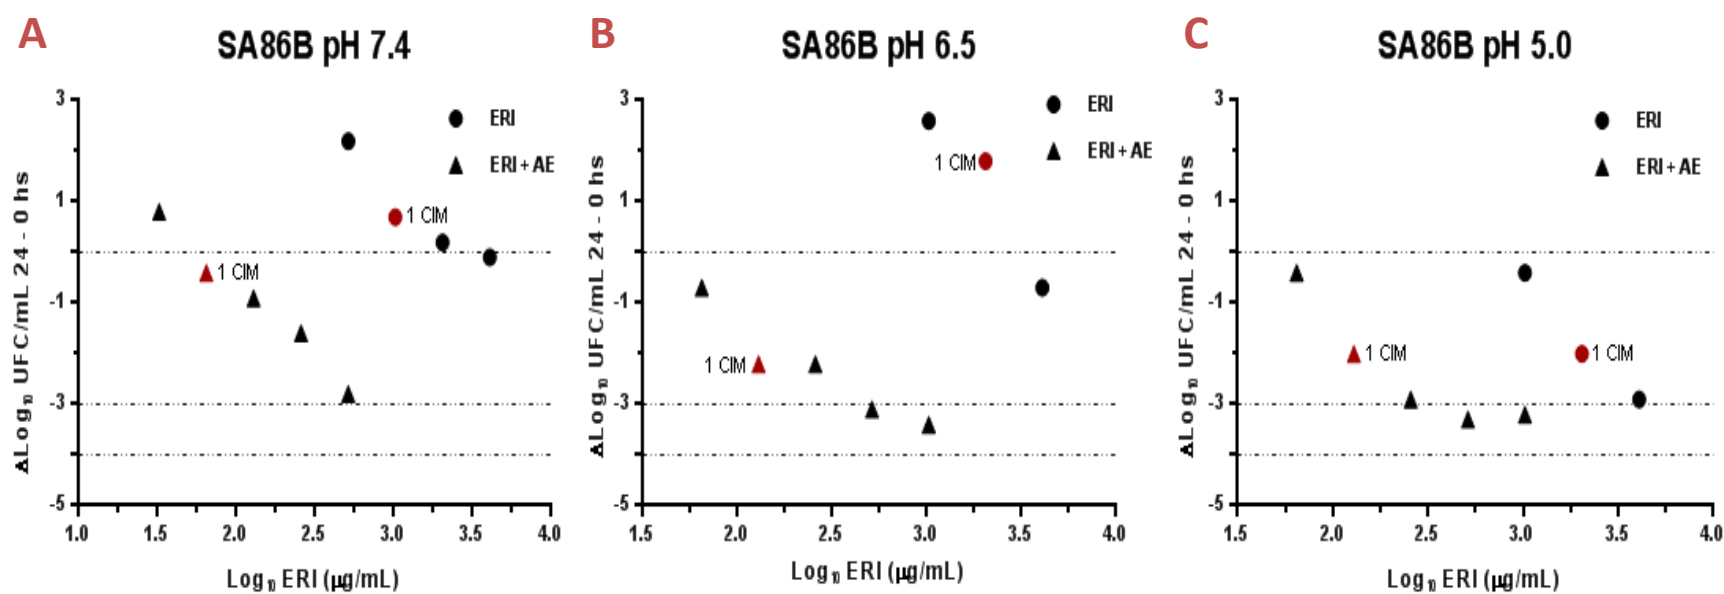 A
SA86B pH 7.4
ERI
ERI + AE
1 CIM
1 CIM
3
1
-1
-3
-5
1.0 1.5 2.0 2.5 3.0 3.5 4.0
ΔLog₁₀ UFC/mL 24 - 0 hs
Log₁₀ ERI (µg/mL)
B
SA86B pH 6.5
ERI
ERI + AE
1 CIM
1 CIM
3
1
-1
-3
-5
1.5 2.0 2.5 3.0 3.5 4.0
ΔLog₁₀ UFC/mL 24 - 0 hs
Log₁₀ ERI (µg/mL)
C
SA86B pH 5.0
ERI
ERI + AE
1 CIM
1 CIM
3
1
-1
-3
-5
1.5 2.0 2.5 3.0 3.5 4.0
ΔLog₁₀ UFC/mL 24 - 0 hs
Log₁₀ ERI (µg/mL)